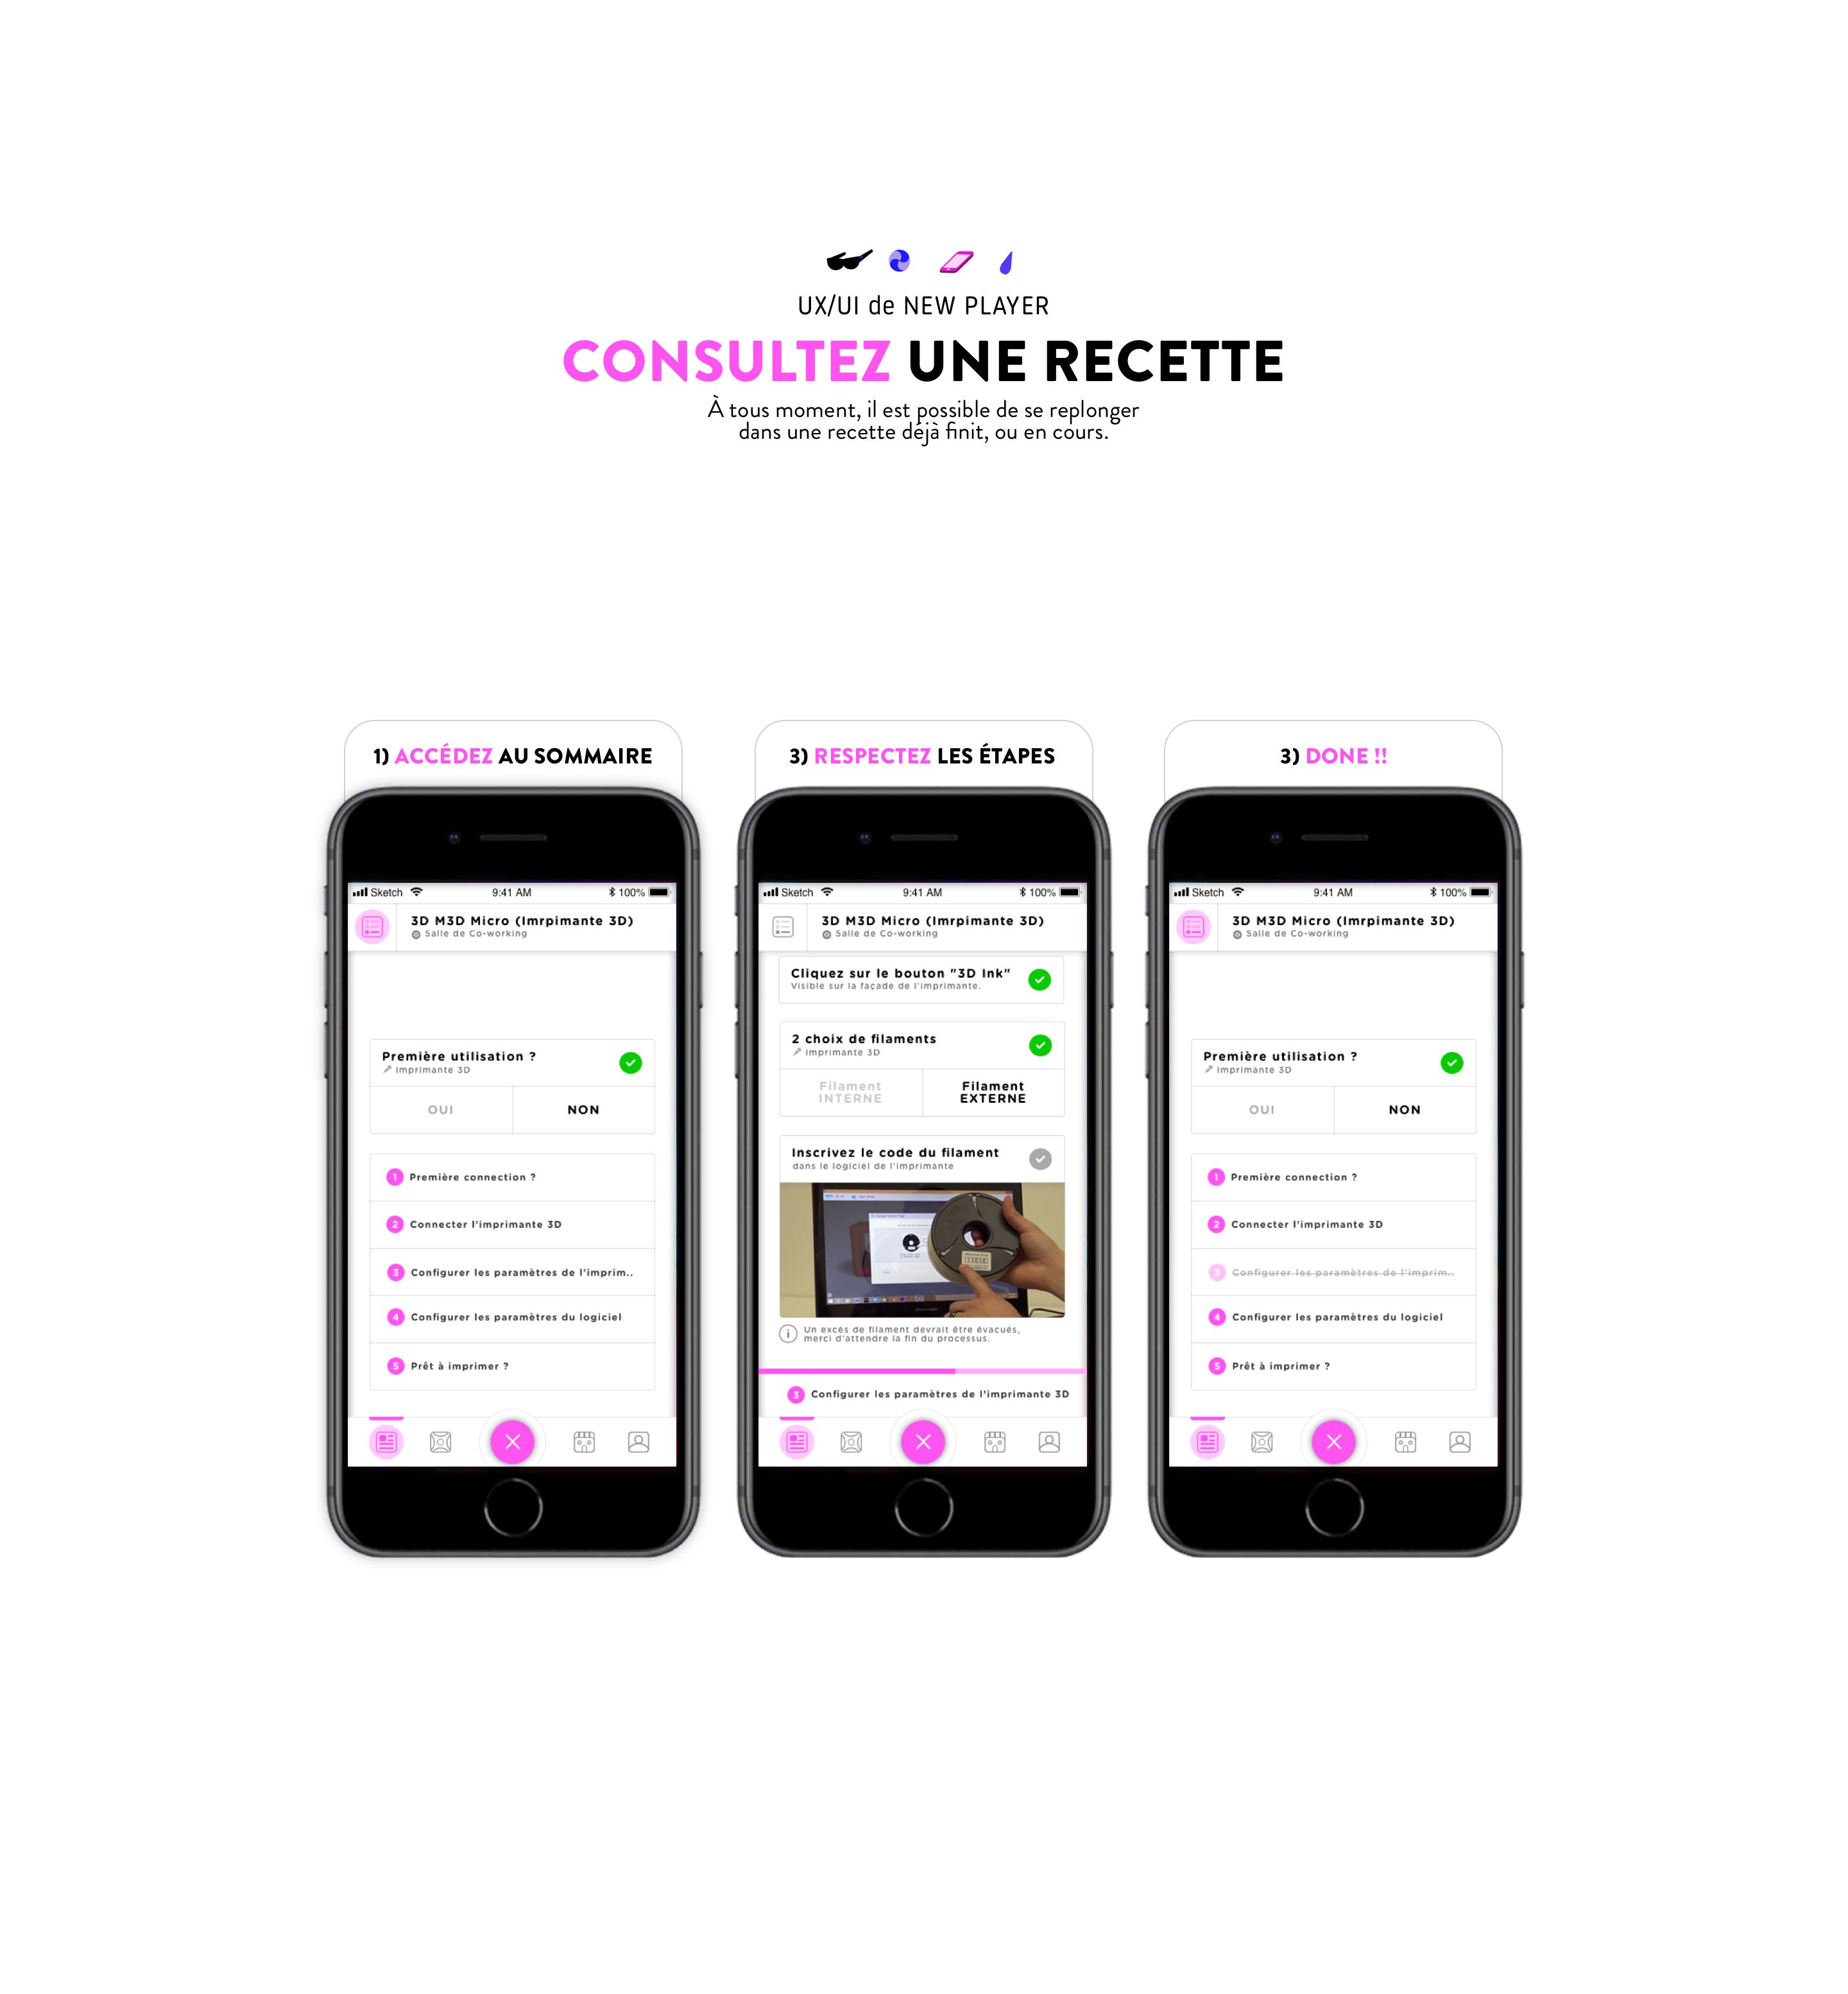 UX/UI de NEW PLAYER
CONSULTEZ UNE RECETTE
À tous moment, il est possible de se replonger
dans une recette déjà finit, ou en cours.
1) ACCÉDEZ AU SOMMAIRE
Sketch 9:41 AM 100%
3D M3D Micro (Imrpimante 3D)
Salle de Co-working
Première utilisation ?
Imprimante 3D
OUI NON
1 Première connection ?
2 Connecter l'imprimante 3D
3 Configurer les paramètres de l'imprim..
4 Configurer les paramètres du logiciel
5 Prêt à imprimer ?
3) RESPECTEZ LES ÉTAPES
Sketch 9:41 AM 100%
3D M3D Micro (Imrpimante 3D)
Salle de Co-working
Cliquez sur le bouton "3D Ink"
Visible sur la façade de l'imprimante.
2 choix de filaments
Imprimante 3D
Filament
INTERNE
Filament
EXTERNE
Inscrivez le code du filament
dans le logiciel de l'imprimante
i Un excès de filament devrait être évacués,
merci d'attendre la fin du processus.
3 Configurer les paramètres de l'imprimante 3D
3) DONE !!
Sketch 9:41 AM 100%
3D M3D Micro (Imrpimante 3D)
Salle de Co-working
Première utilisation ?
Imprimante 3D
OUI NON
1 Première connection ?
2 Connecter l'imprimante 3D
3 Configurer les paramètres de l'imprim..
4 Configurer les paramètres du logiciel
5 Prêt à imprimer ?